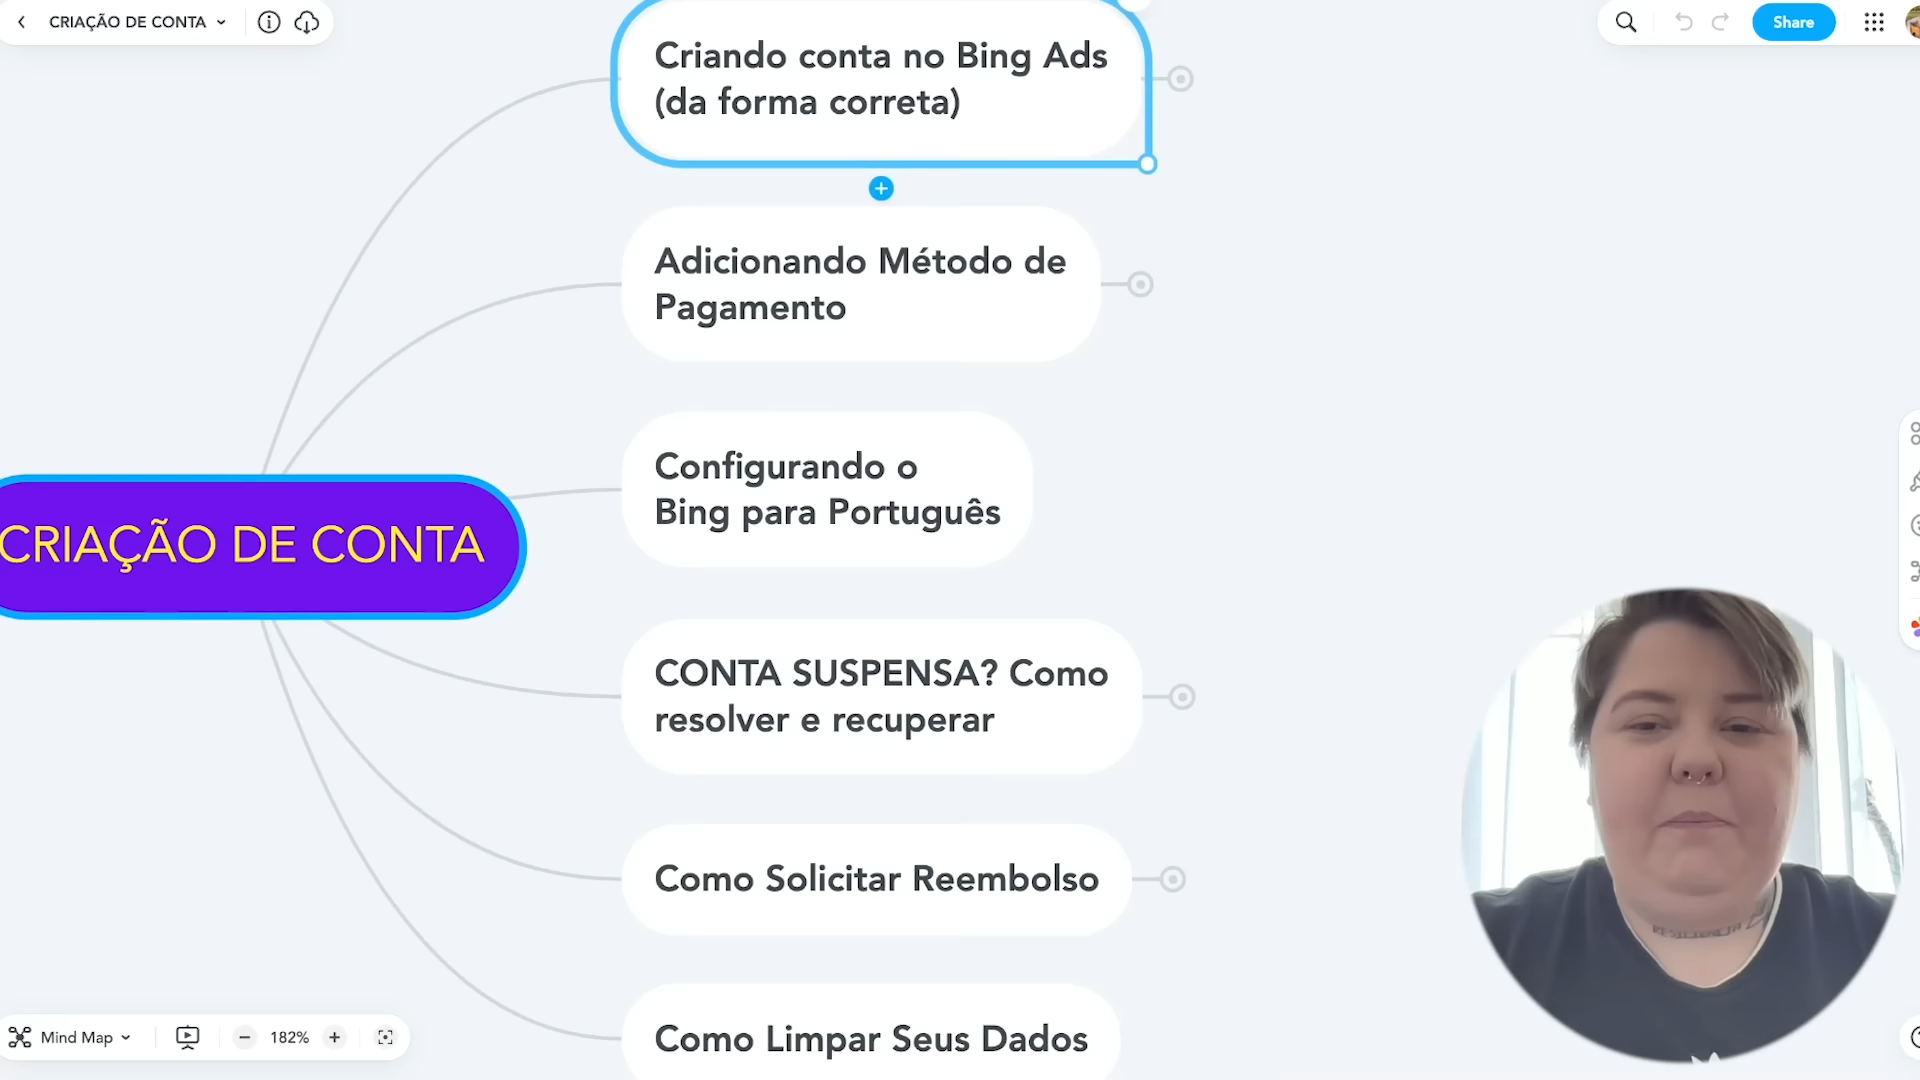 CRIAÇÃO DE CONTA
Share
Criando conta no Bing Ads
(da forma correta)
Adicionando Método de
Pagamento
Configurando o
Bing para Português
CRIAÇÃO DE CONTA
CONTA SUSPENSA? Como
resolver e recuperar
Como Solicitar Reembolso
Como Limpar Seus Dados
Mind Map
182%